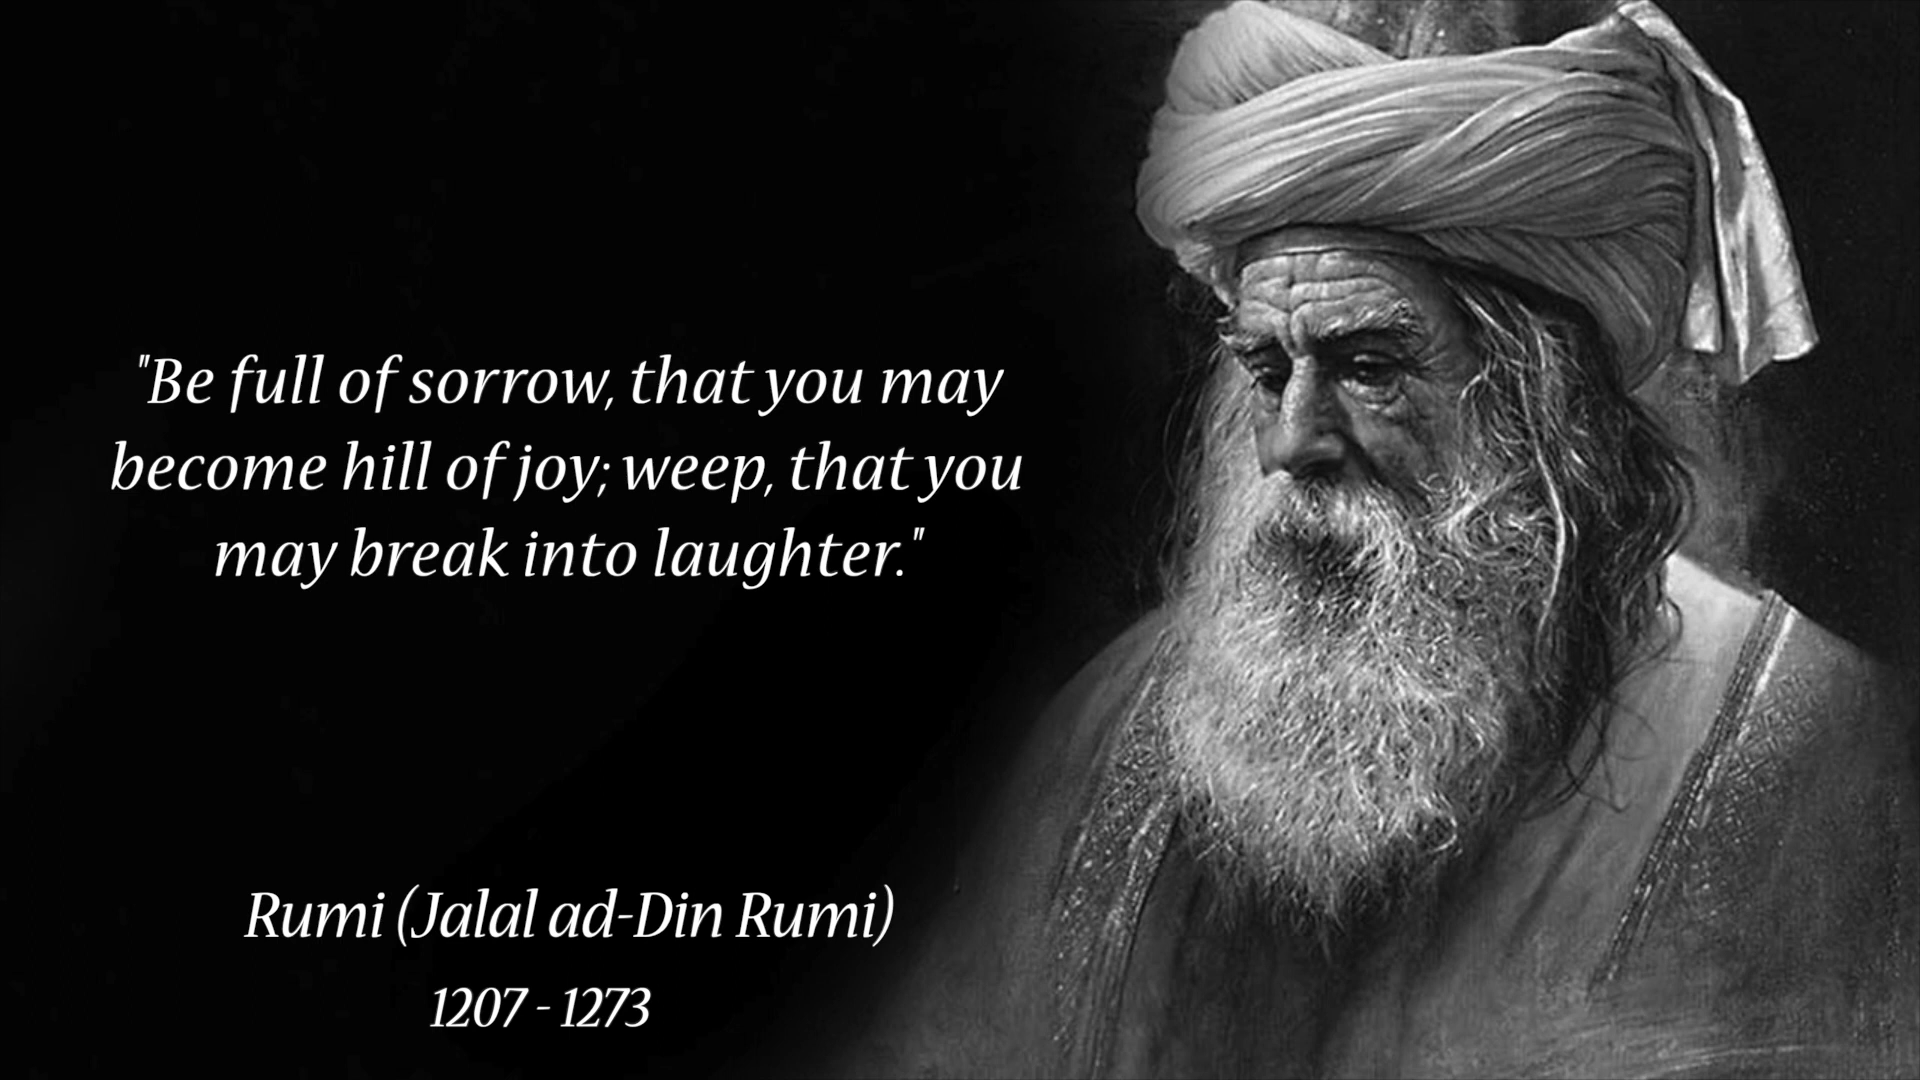 "Be full of sorrow, that you may
become hill of joy; weep, that you
may break into laughter."
Rumi (Jalal ad-Din Rumi)
1207 - 1273